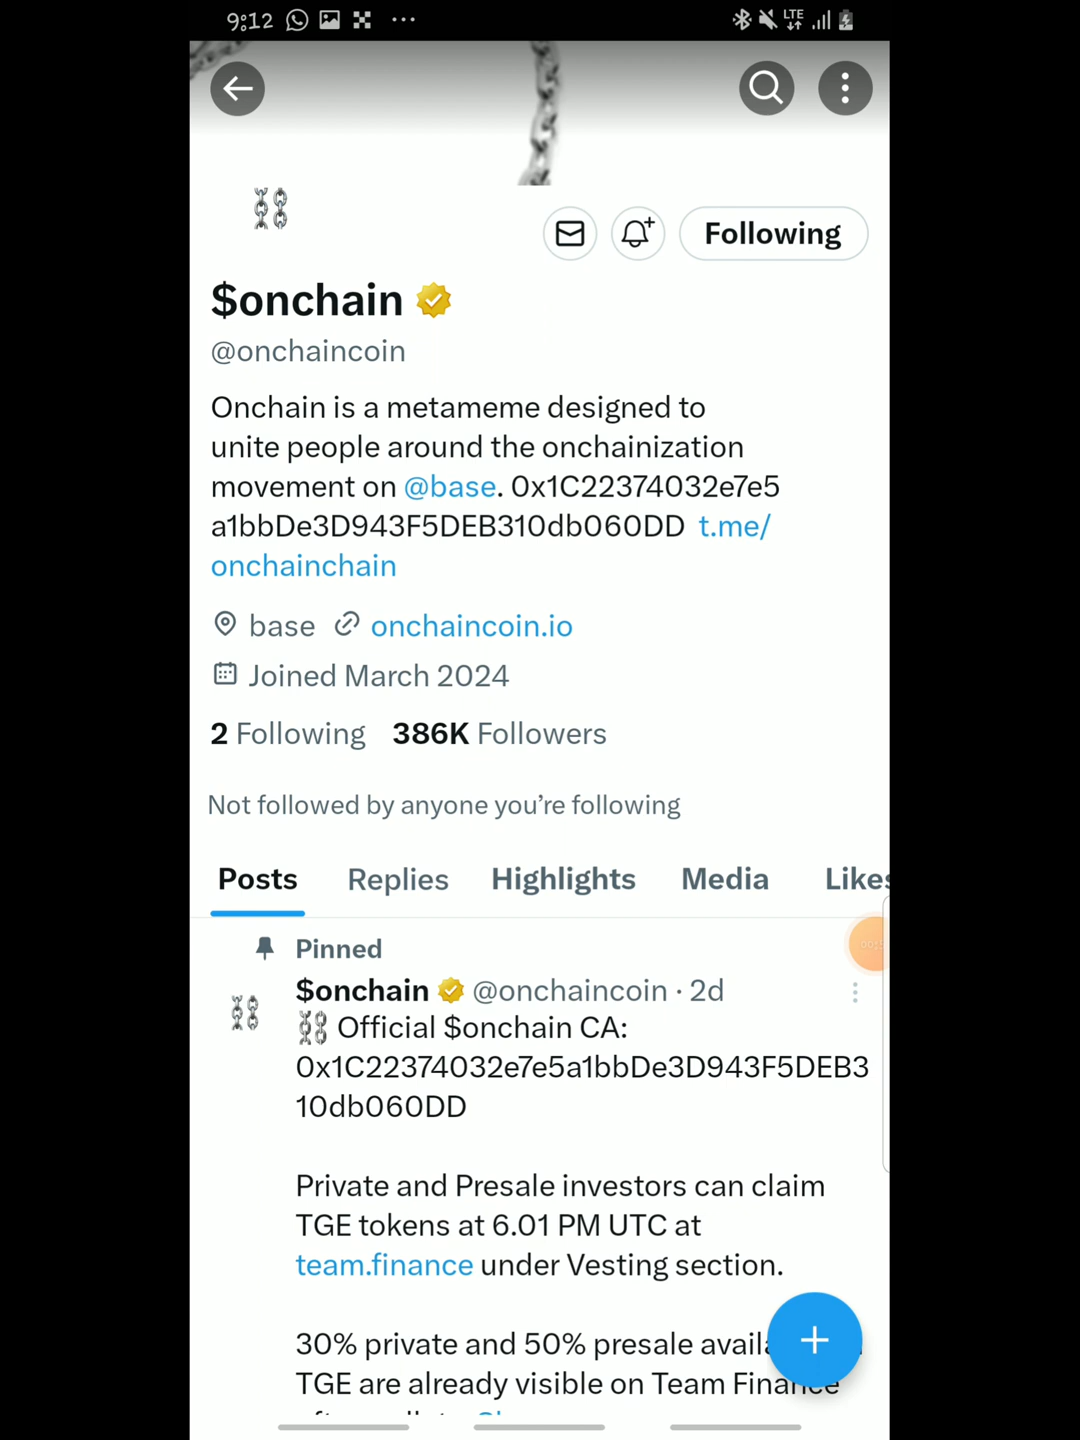 9:12
LTE
$onchain
@onchaincoin
Following
Onchain is a metameme designed to
unite people around the onchainization
movement on @base. 0x1C22374032e7e5
a1bbDe3D943F5DEB310db060DD t.me/
onchainchain
base onchaincoin.io
Joined March 2024
2 Following 386K Followers
Not followed by anyone you’re following
Posts Replies Highlights Media Likes
Pinned
$onchain @onchaincoin · 2d
Official $onchain CA:
0x1C22374032e7e5a1bbDe3D943F5DEB3
10db060DD
Private and Presale investors can claim
TGE tokens at 6.01 PM UTC at
team.finance under Vesting section.
30% private and 50% presale
TGE are already visible on Team Finance